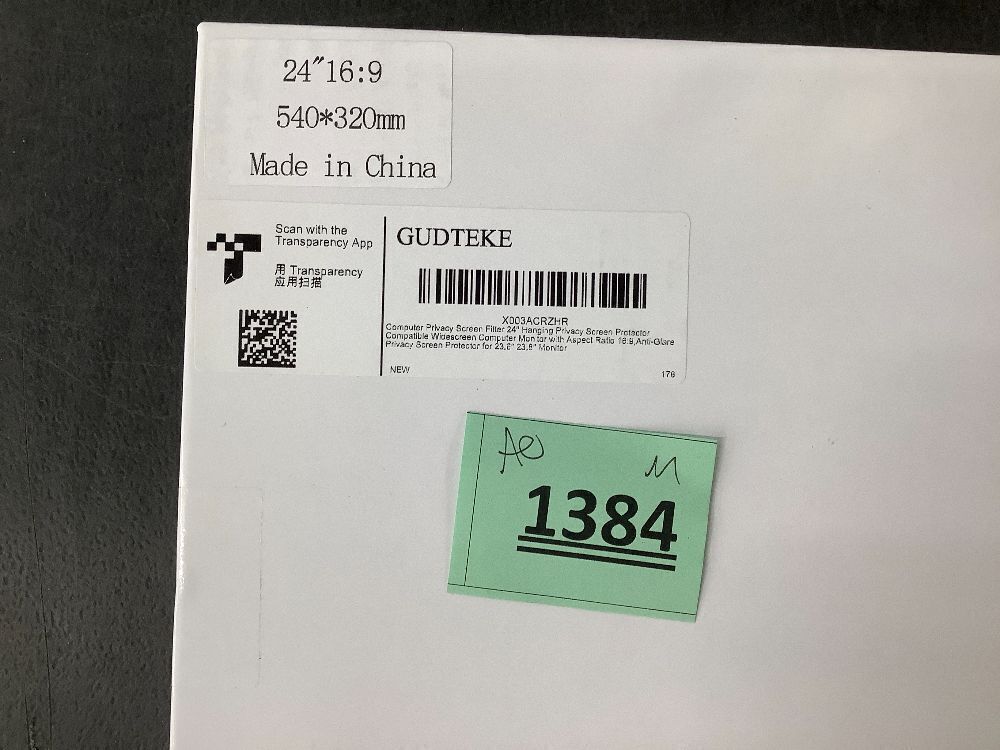 24″16:9
540*320mm
Made in China
Scan with the
Transparency App
用 Transparency
应用扫描
GUDTEKE
X003ACRZHR
Computer Privacy Screen Filter 24" Hanging Privacy Screen Protector
Compatible Widescreen Computer Monitor with Aspect Ratio 16:9,Anti-Glare
Privacy Screen Protector for 23.6" 23.8" Monitor
NEW
178
M
1384